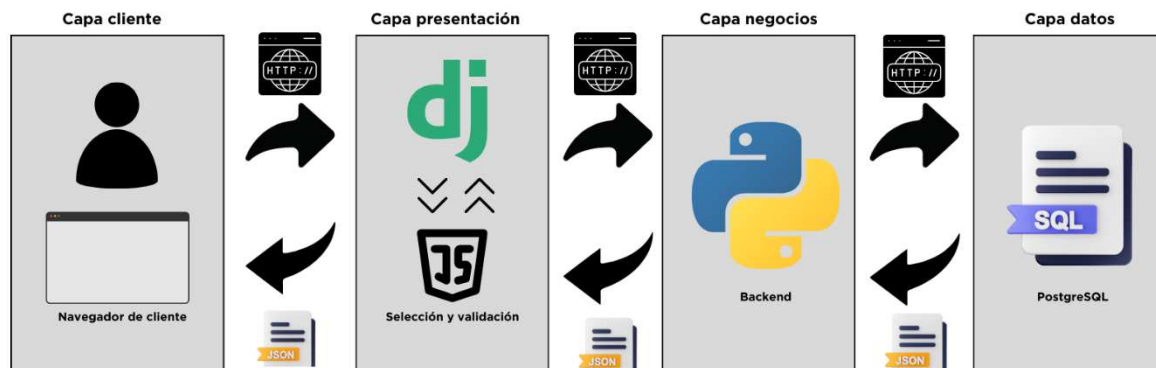 Capa cliente
Capa presentación
Capa negocios
Capa datos
HTTP://
HTTP://
HTTP://
dj
JS
SQL
Navegador de cliente
Selección y validación
Backend
PostgreSQL
JSON
JSON
JSON